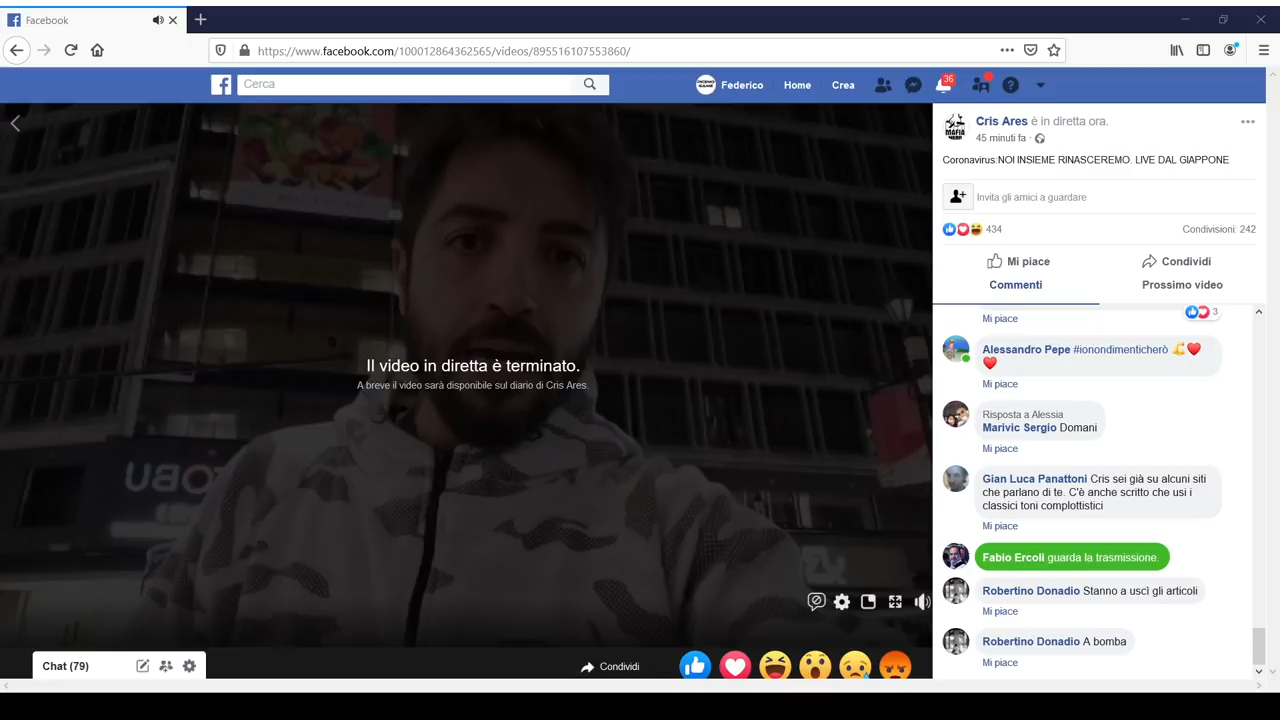 Facebook
https://www.facebook.com/100012864362565/videos/895516107553860/
Cerca
Federico
Home
Crea
36
Cris Ares è in diretta ora.
45 minuti fa ·
MAFIA
Coronavirus:NOI INSIEME RINASCEREMO. LIVE DAL GIAPPONE
Invita gli amici a guardare
434
Condivisioni: 242
Mi piace
Condividi
Commenti
Prossimo video
3
Mi piace
Alessandro Pepe #ionondimenticherò 💪❤️
❤️
Mi piace
Risposta a Alessia
Marivic Sergio Domani
Mi piace
Gian Luca Panattoni Cris sei già su alcuni siti
che parlano di te. C'è anche scritto che usi i
classici toni complottistici
Mi piace
Fabio Ercoli guarda la trasmissione.
Robertino Donadio Stanno a uscì gli articoli
Mi piace
Robertino Donadio A bomba
Mi piace
Il video in diretta è terminato.
A breve il video sarà disponibile sul diario di Cris Ares.
Chat (79)
Condividi